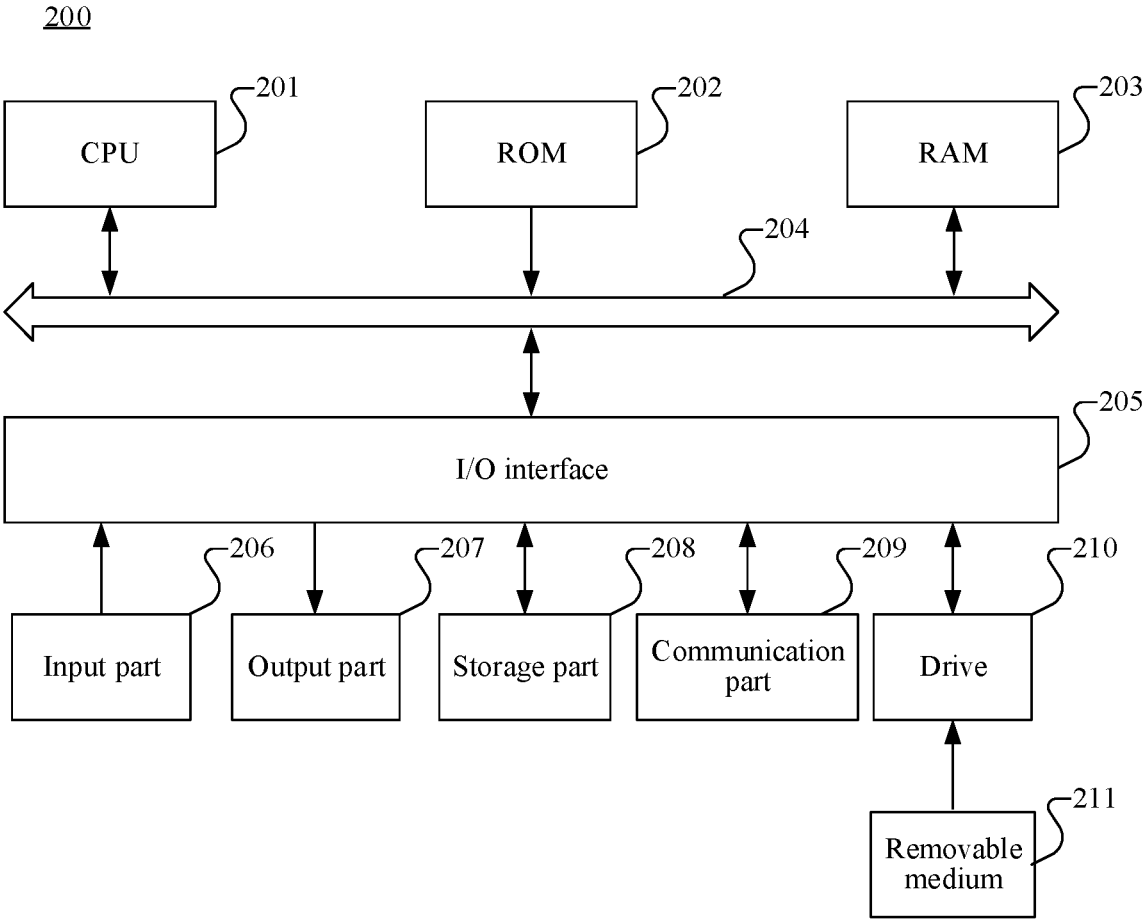 200
201
202
203
CPU
ROM
RAM
204
205
I/O interface
206
207
208
209
210
Input part
Output part
Storage part
Communication
part
Drive
211
Removable
medium